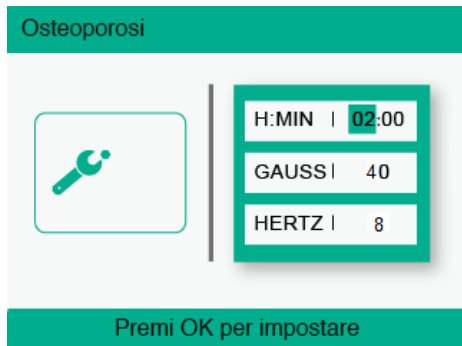 Osteoporosi
H:MIN | 02:00
GAUSS | 40
HERTZ | 8
Premi OK per impostare